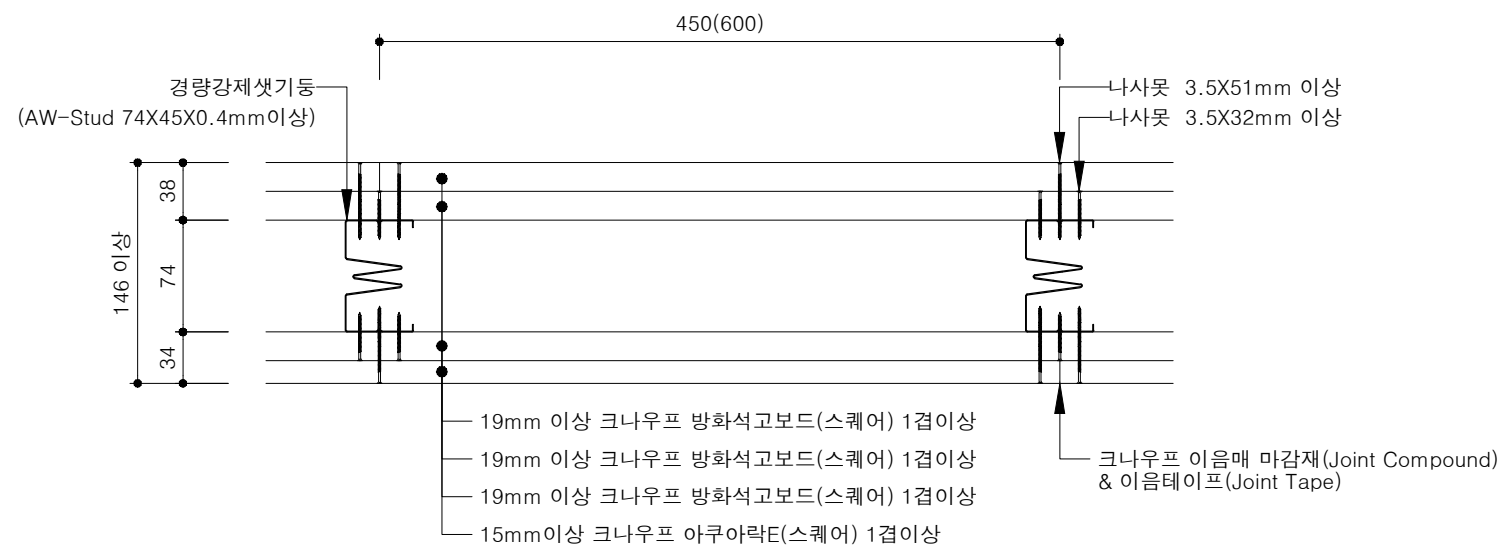 450(600)
경량강제샛기둥
(AW-Stud 74X45X0.4mm이상)
나사못 3.5X51mm 이상
나사못 3.5X32mm 이상
146 이상
38
74
34
19mm 이상 크나우프 방화석고보드(스퀘어) 1겹이상
19mm 이상 크나우프 방화석고보드(스퀘어) 1겹이상
19mm 이상 크나우프 방화석고보드(스퀘어) 1겹이상
15mm이상 크나우프 아쿠아락E(스퀘어) 1겹이상
크나우프 이음매 마감재(Joint Compound)
& 이음테이프(Joint Tape)